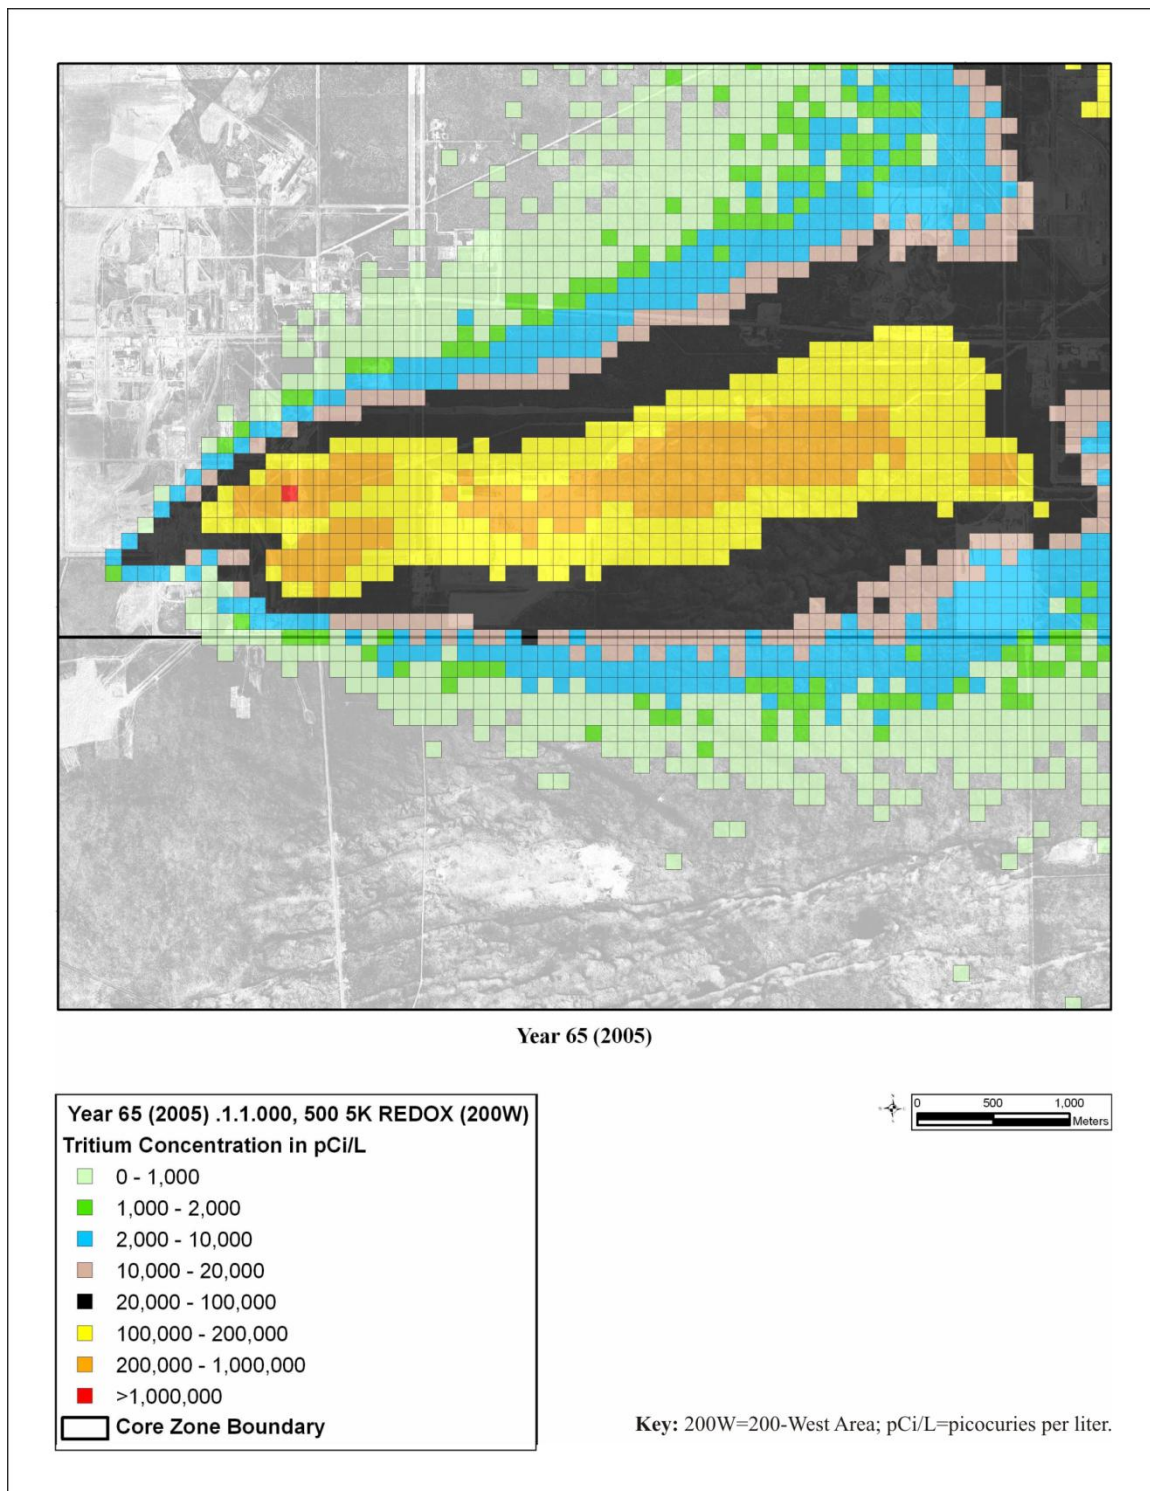 Year 65 (2005)
Year 65 (2005) .1.1.000, 500 5K REDOX (200W)
Tritium Concentration in pCi/L
0 - 1,000
1,000 - 2,000
2,000 - 10,000
10,000 - 20,000
20,000 - 100,000
100,000 - 200,000
200,000 - 1,000,000
>1,000,000
Core Zone Boundary
0 500 1,000
Meters
Key: 200W=200-West Area; pCi/L=picocuries per liter.